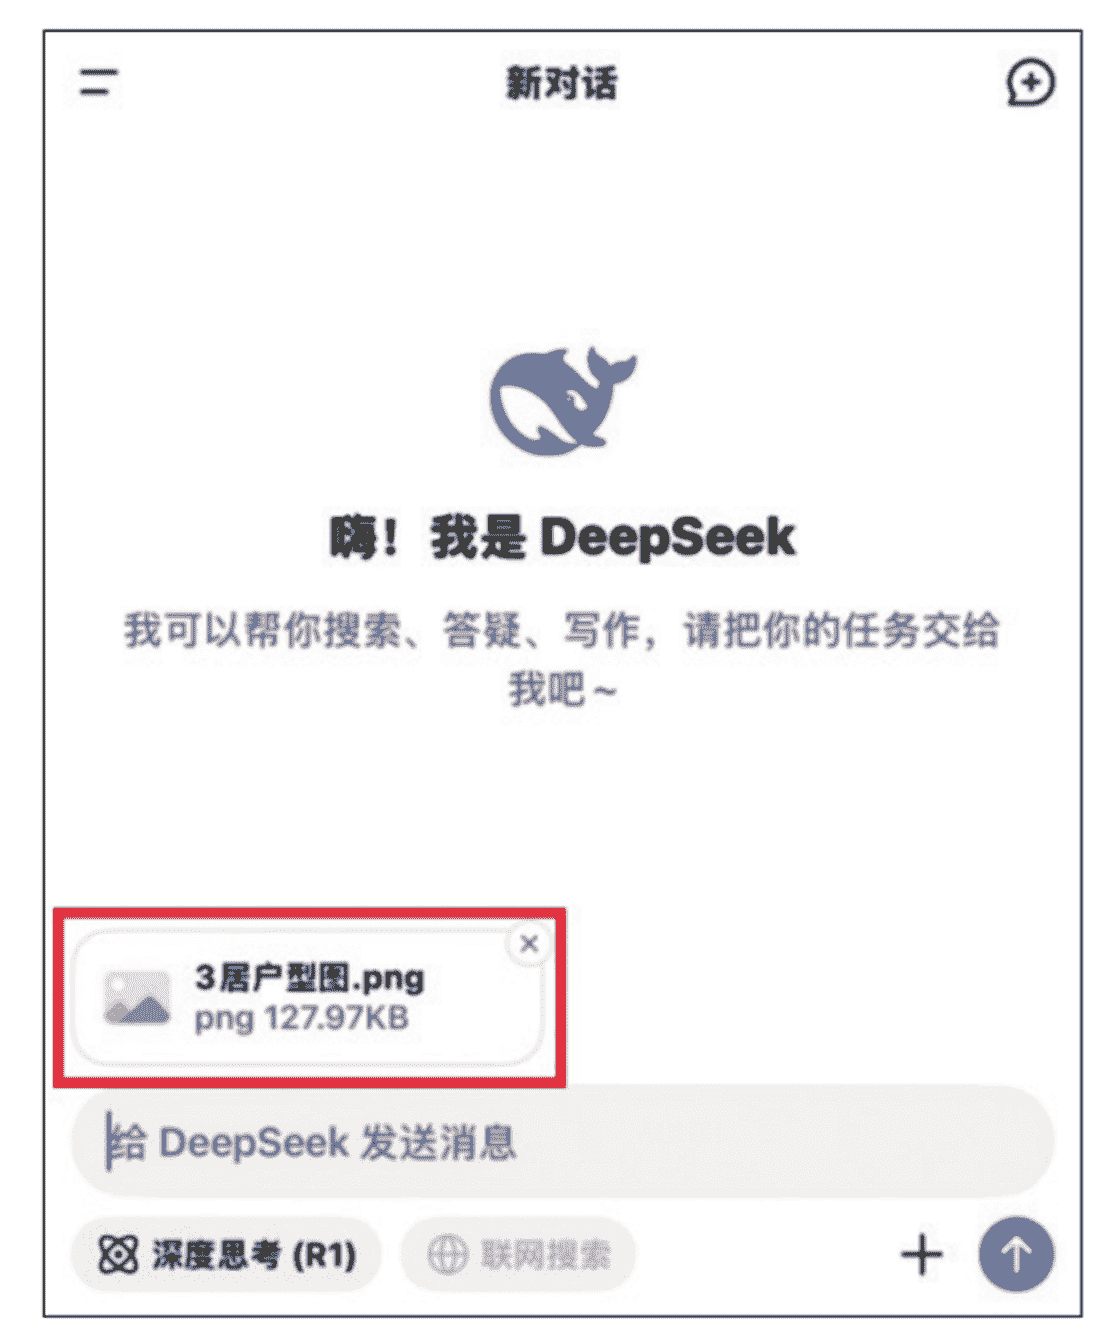 新对话
嗨！我是 DeepSeek
我可以帮你搜索、答疑、写作，请把你的任务交给
我吧～
3居户型图.png
png 127.97KB
给 DeepSeek 发送消息
深度思考 (R1)
联网搜索